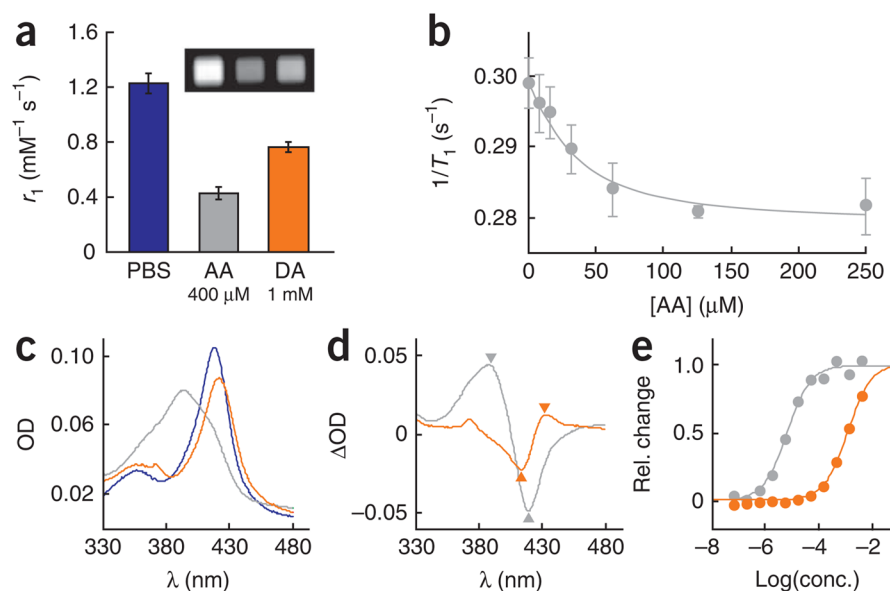 a
1.6
1.2
0.8
0.4
0
r₁ (mM⁻¹ s⁻¹)
PBS AA DA
400 μM 1 mM
b
0.30
0.29
0.28
1/T₁ (s⁻¹)
0 50 100 150 200 250
[AA] (μM)
c
0.10
0.06
0.02
OD
330 380 430 480
λ (nm)
d
0.05
0
−0.05
ΔOD
330 380 430 480
λ (nm)
e
1.0
0.5
0
Rel. change
−8 −6 −4 −2
Log(conc.)